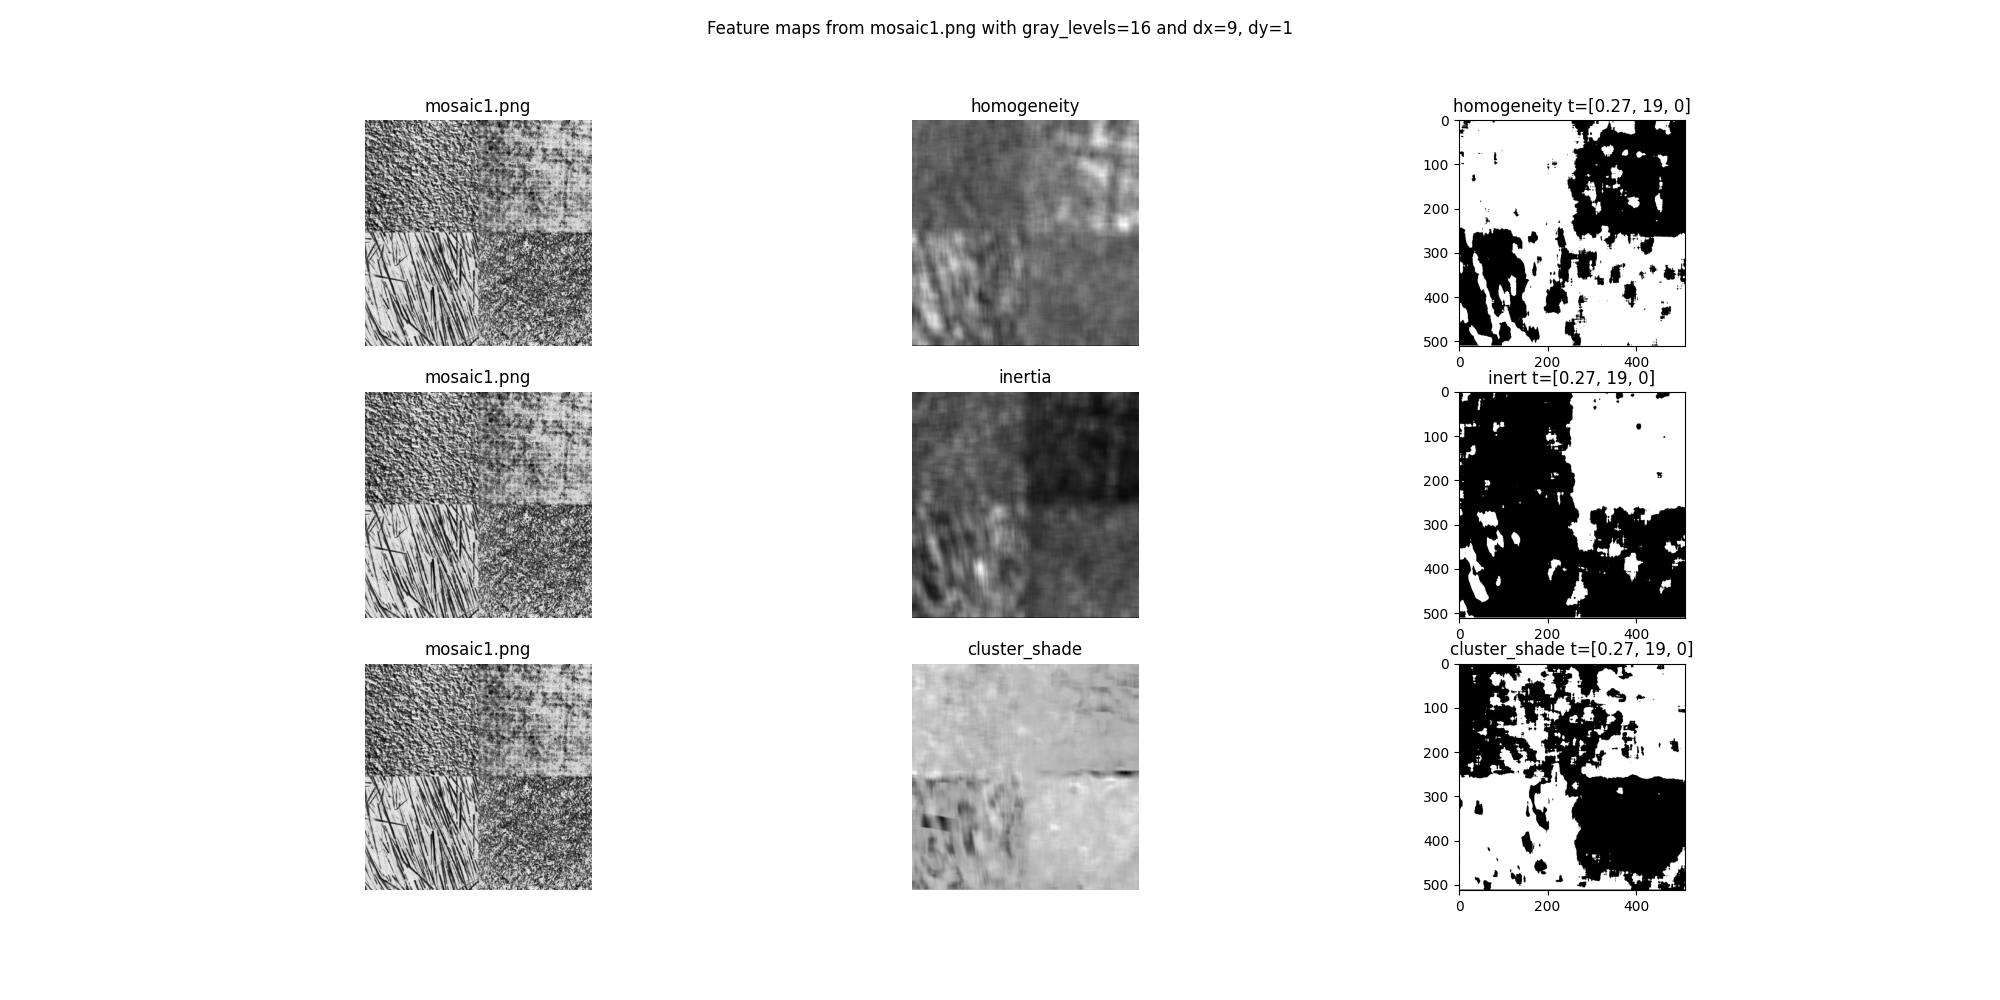 Feature maps from mosaic1.png with gray_levels=16 and dx=9, dy=1
mosaic1.png
homogeneity
homogeneity t=[0.27, 19, 0]
0
100
200
300
400
500
0
200
400
mosaic1.png
inertia
inert t=[0.27, 19, 0]
0
100
200
300
400
500
0
200
400
mosaic1.png
cluster_shade
cluster_shade t=[0.27, 19, 0]
0
100
200
300
400
500
0
200
400